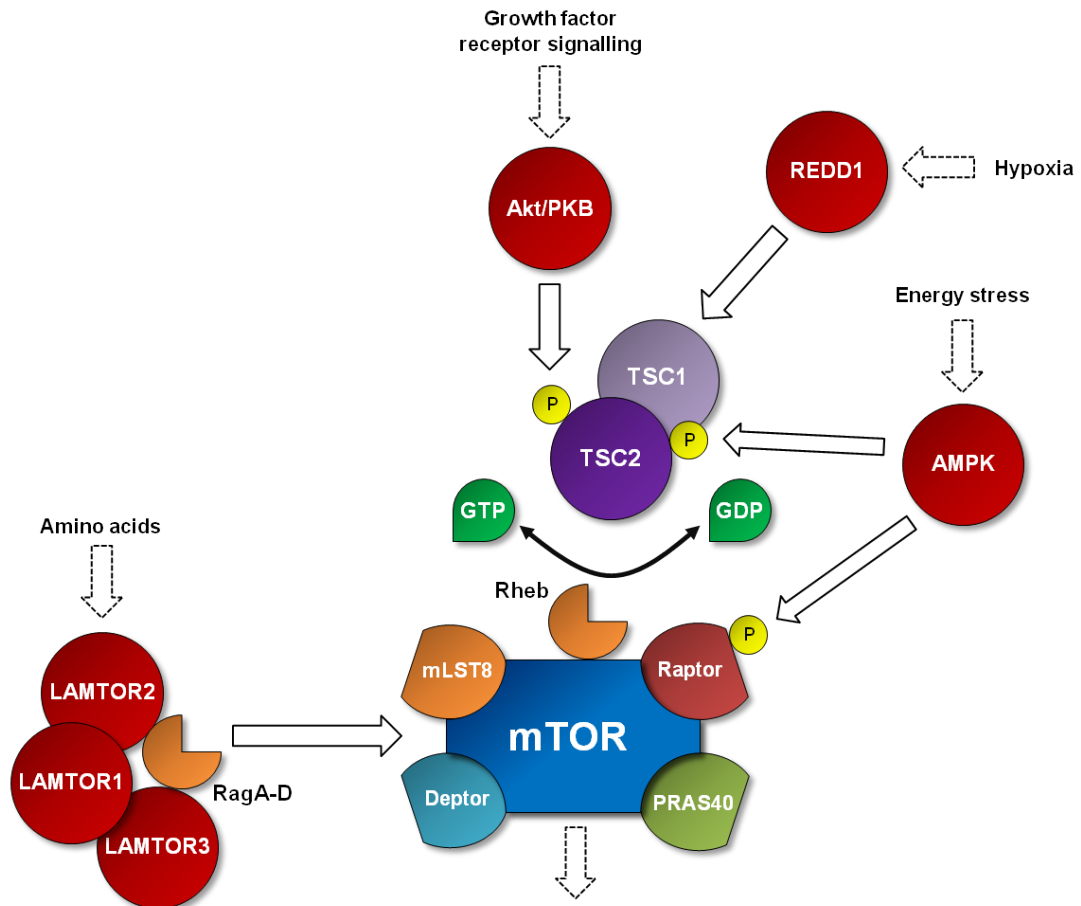 Growth factor
receptor signalling
REDD1
Hypoxia
Akt/PKB
Energy stress
TSC1
P
P
TSC2
AMPK
GTP
GDP
Amino acids
Rheb
P
mLST8
Raptor
LAMTOR2
mTOR
LAMTOR1
RagA-D
Deptor
PRAS40
LAMTOR3